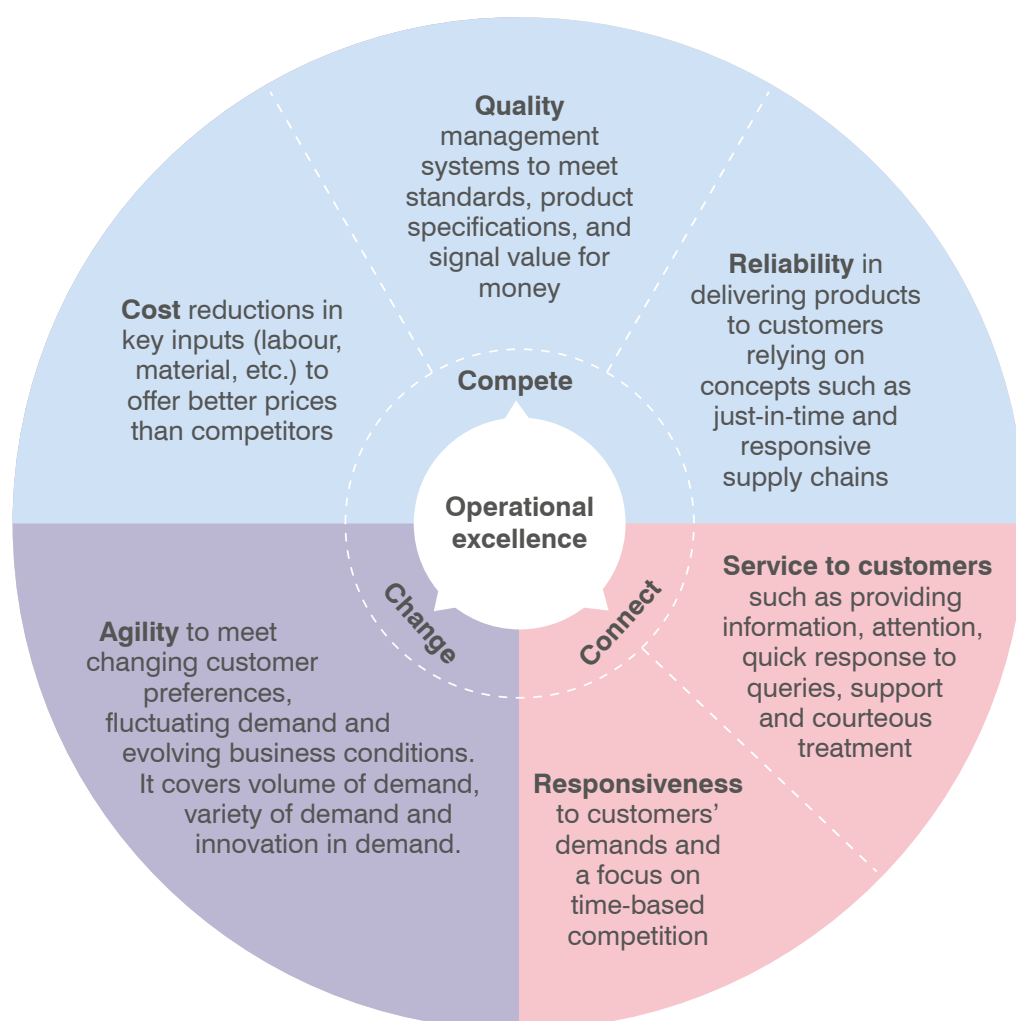 Quality
management
systems to meet
standards, product
specifications, and
signal value for
money
Reliability in
delivering products
to customers
relying on
concepts such as
just-in-time and
responsive
supply chains
Cost reductions in
key inputs (labour,
material, etc.) to
offer better prices
than competitors
Compete
Operational
excellence
Change
Connect
Service to customers
such as providing
information, attention,
quick response to
queries, support
and courteous
treatment
Responsiveness
to customers’
demands and
a focus on
time-based
competition
Agility to meet
changing customer
preferences,
fluctuating demand and
evolving business conditions.
It covers volume of demand,
variety of demand and
innovation in demand.